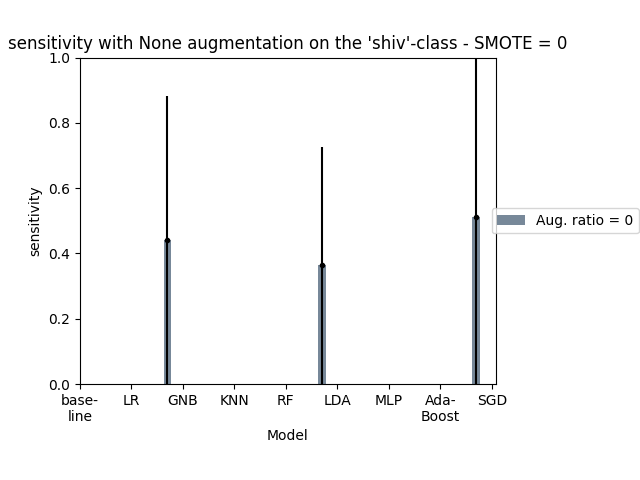 sensitivity with None augmentation on the 'shiv'-class - SMOTE = 0
1.0
0.8
0.6
0.4
0.2
0.0
sensitivity
base-
line
LR
GNB
KNN
RF
LDA
MLP
Ada-
Boost
SGD
Model
Aug. ratio = 0